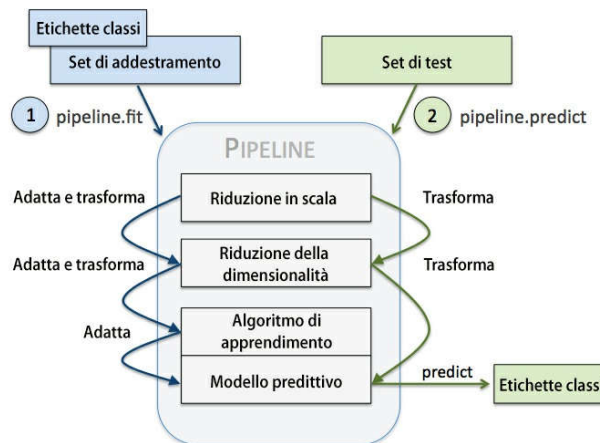 Etichette classi
Set di addestramento
Set di test
1
pipeline.fit
2
pipeline.predict
PIPELINE
Adatta e trasforma
Riduzione in scala
Trasforma
Adatta e trasforma
Riduzione della
dimensionalità
Trasforma
Adatta
Algoritmo di
apprendimento
Modello predittivo
predict
Etichette classi